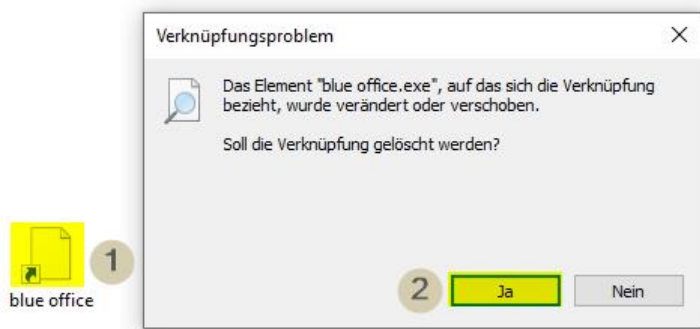 Verknüpfungsproblem
Das Element "blue office.exe", auf das sich die Verknüpfung
bezieht, wurde verändert oder verschoben.
Soll die Verknüpfung gelöscht werden?
1
blue office
2
Ja
Nein